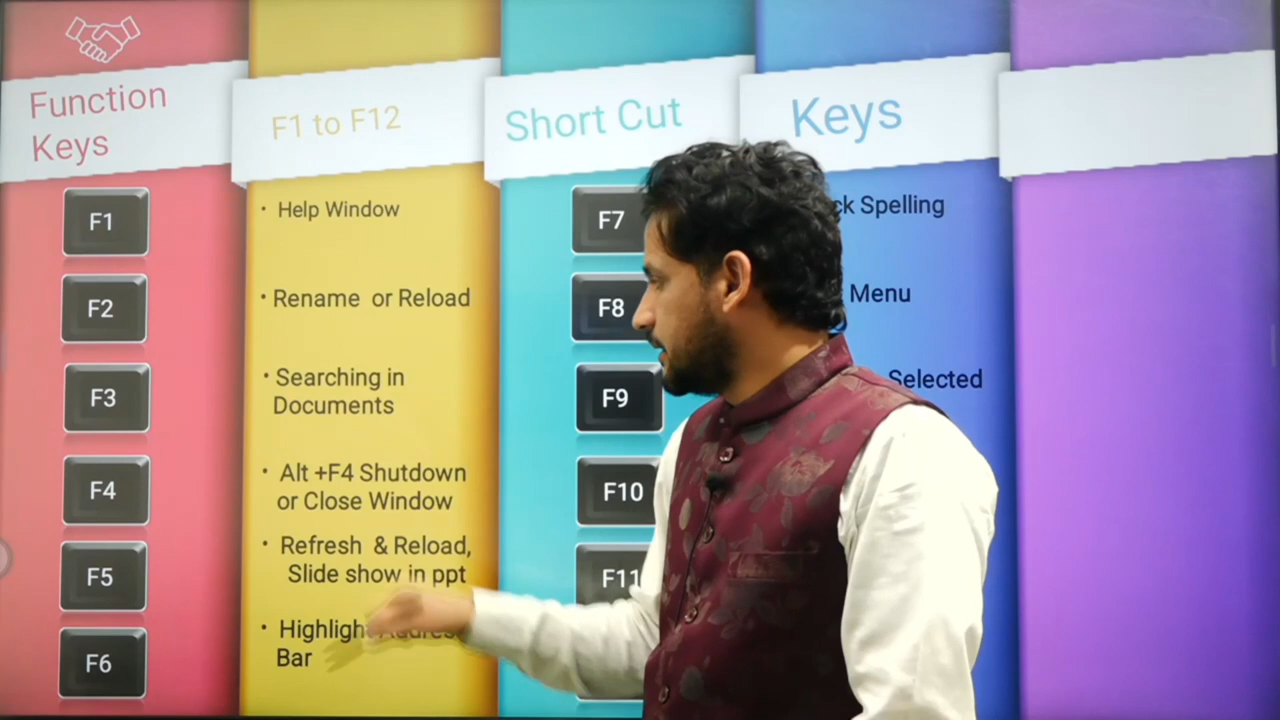 Function
Keys
F1 to F12
Short Cut
Keys
F1
• Help Window
F2
• Rename or Reload
F3
• Searching in
Documents
F4
• Alt +F4 Shutdown
or Close Window
F5
• Refresh & Reload,
Slide show in ppt
F6
• Highlight
Bar
F7
Spelling
F8
Menu
F9
Selected
F10
F11